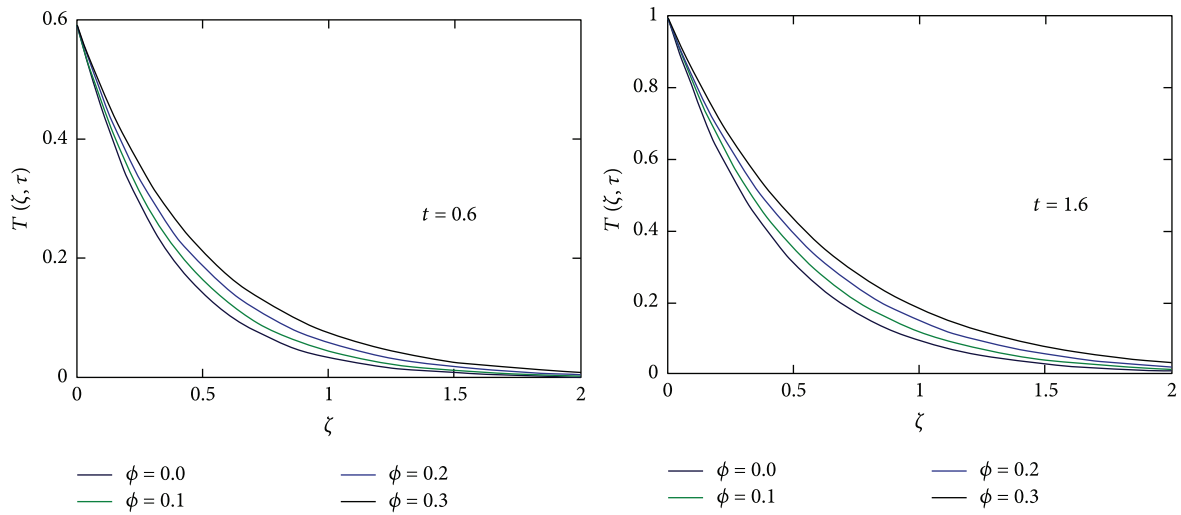 0.6
0.4
0.2
0
T (ζ, τ)
t = 0.6
0 0.5 1 1.5 2
ζ
ϕ = 0.0
ϕ = 0.1
ϕ = 0.2
ϕ = 0.3
1
0.8
0.6
0.4
0.2
0
T (ζ, τ)
t = 1.6
0 0.5 1 1.5 2
ζ
ϕ = 0.0
ϕ = 0.1
ϕ = 0.2
ϕ = 0.3